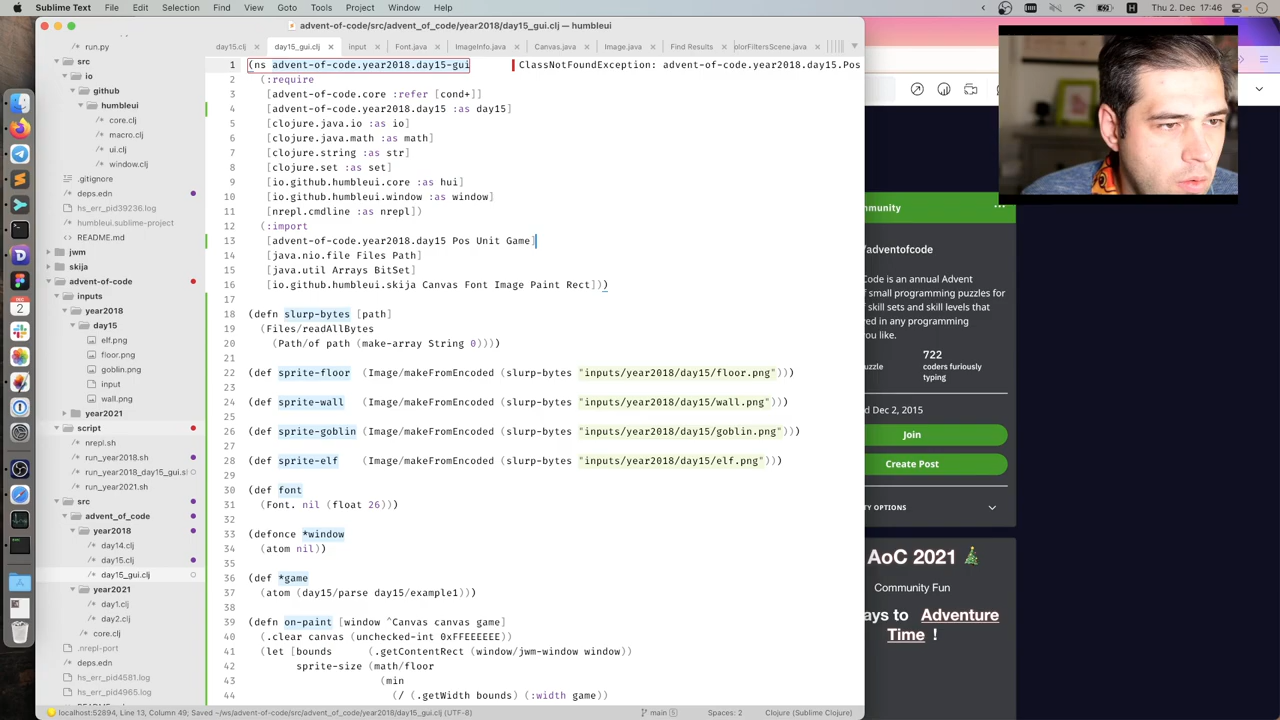 Sublime Text File Edit Selection Find View Goto Tools Project Window Help
Thu 2 Dec 17:46
advent-of-code/src/advent_of_code/year2018/day15_gui.clj — humbleui
day15.clj day15_gui.clj input Font.java ImageInfo.java Canvas.java Image.java Find Results olorFiltersScene.java
run.py
src
io
github
humbleui
core.clj
macro.clj
ui.clj
window.clj
.gitignore
deps.edn
hs_err_pid39236.log
humbleui.sublime-project
README.md
jwm
skija
advent-of-code
inputs
year2018
day15
elf.png
floor.png
goblin.png
input
wall.png
year2021
script
nrepl.sh
run_year2018.sh
run_year2018_day15_gui.s
run_year2021.sh
src
advent_of_code
year2018
day14.clj
day15.clj
day15_gui.clj
year2021
day1.clj
day2.clj
core.clj
.nrepl-port
deps.edn
hs_err_pid4581.log
hs_err_pid4965.log
1 (ns advent-of-code.year2018.day15-gui ClassNotFoundException: advent-of-code.year2018.day15.Pos
2 (:require
3 [advent-of-code.core :refer [cond+]]
4 [advent-of-code.year2018.day15 :as day15]
5 [clojure.java.io :as io]
6 [clojure.java.math :as math]
7 [clojure.string :as str]
8 [clojure.set :as set]
9 [io.github.humbleui.core :as hui]
10 [io.github.humbleui.window :as window]
11 [nrepl.cmdline :as nrepl])
12 (:import
13 [advent-of-code.year2018.day15 Pos Unit Game]
14 [java.nio.file Files Path]
15 [java.util Arrays BitSet]
16 [io.github.humbleui.skija Canvas Font Image Paint Rect]))
17
18 (defn slurp-bytes [path]
19 (Files/readAllBytes
20 (Path/of path (make-array String 0))))
21
22 (def sprite-floor (Image/makeFromEncoded (slurp-bytes "inputs/year2018/day15/floor.png")))
23
24 (def sprite-wall (Image/makeFromEncoded (slurp-bytes "inputs/year2018/day15/wall.png")))
25
26 (def sprite-goblin (Image/makeFromEncoded (slurp-bytes "inputs/year2018/day15/goblin.png")))
27
28 (def sprite-elf (Image/makeFromEncoded (slurp-bytes "inputs/year2018/day15/elf.png")))
29
30 (def font
31 (Font. nil (float 26)))
32
33 (defonce *window
34 (atom nil))
35
36 (def *game
37 (atom (day15/parse day15/example1)))
38
39 (defn on-paint [window ^Canvas canvas game]
40 (.clear canvas (unchecked-int 0xFFEEEEEE))
41 (let [bounds (.getContentRect (window/jwm-window window))
42 sprite-size (math/floor
43 (min
44 (/ (.getWidth bounds) (:width game))
localhost:52894, Line 13, Column 49; Saved ~/ws/advent-of-code/src/advent_of_code/year2018/day15_gui.clj (UTF-8)
main 5
Spaces: 2
Clojure (Sublime Clojure)
mmunity
/adventofcode
Code is an annual Advent
f small programming puzzles for
f skill sets and skill levels that
ved in any programming
you like.
722
uzzle coders furiously
typing
d Dec 2, 2015
Join
Create Post
TY OPTIONS
AoC 2021
Community Fun
ays to Adventure
Time !